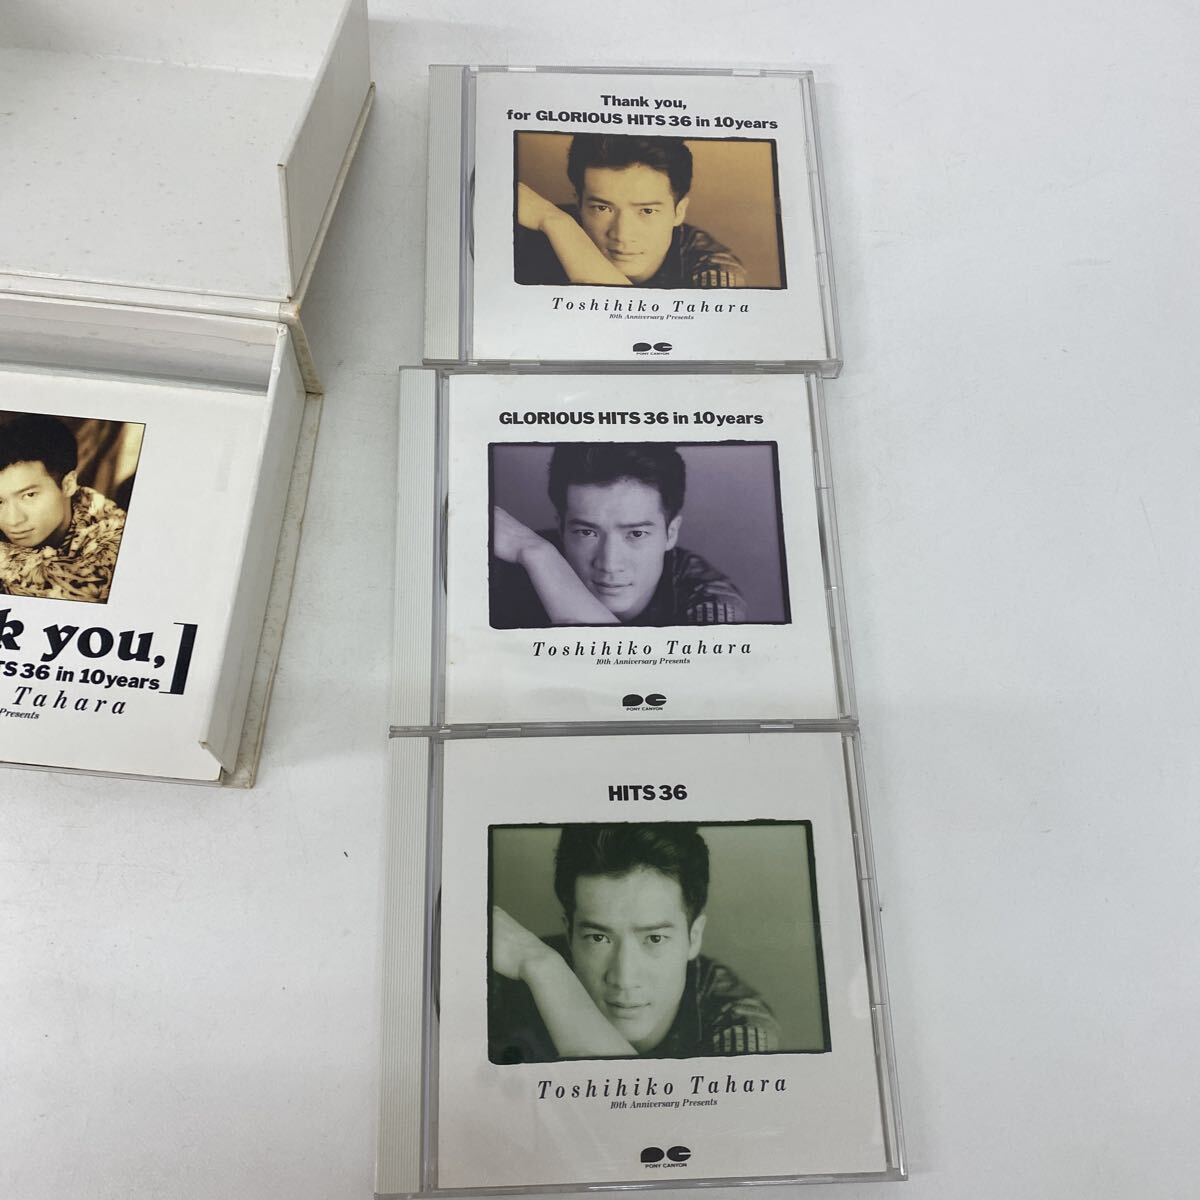 Thank you,
for GLORIOUS HITS 36 in 10years
Toshihiko Tahara
10th Anniversary Presents
PONY CANYON
GLORIOUS HITS 36 in 10years
Toshihiko Tahara
10th Anniversary Presents
PONY CANYON
HITS 36
Toshihiko Tahara
10th Anniversary Presents
PONY CANYON
k you,
TS 36 in 10years
Tahara
Presents